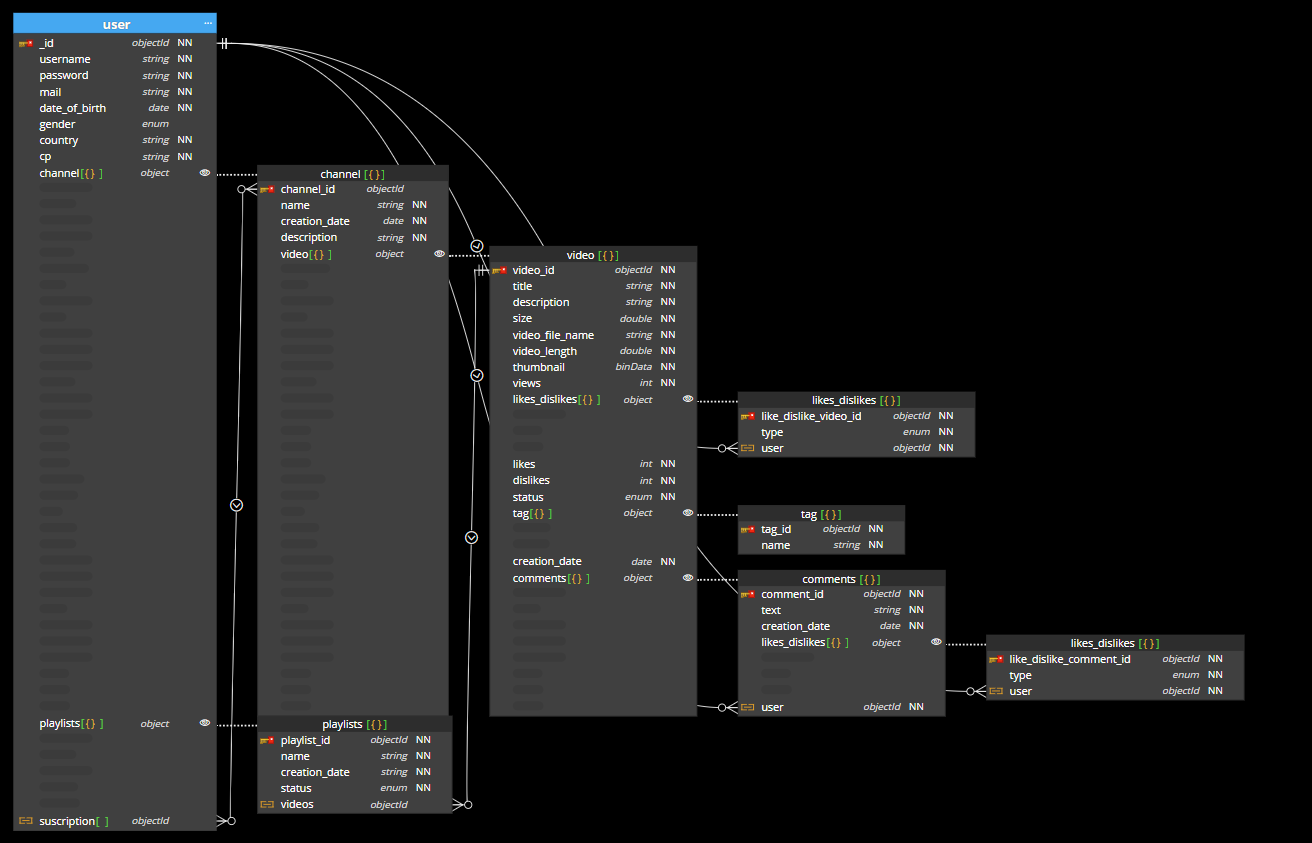 user ...
_id objectId NN
username string NN
password string NN
mail string NN
date_of_birth date NN
gender enum
country string NN
cp string NN
channel[{} ] object
playlists[{} ] object
suscription[ ] objectId
channel [{}]
channel_id objectId
name string NN
creation_date date NN
description string NN
video[{} ] object
playlists [{}]
playlist_id objectId NN
name string NN
creation_date string NN
status enum NN
videos objectId
video [{}]
video_id objectId NN
title string NN
description string NN
size double NN
video_file_name string NN
video_length double NN
thumbnail binData NN
views int NN
likes_dislikes[{} ] object
likes int NN
dislikes int NN
status enum NN
tag[{} ] object
creation_date date NN
comments[{} ] object
likes_dislikes [{}]
like_dislike_video_id objectId NN
type enum NN
user objectId NN
tag [{}]
tag_id objectId NN
name string NN
comments [{}]
comment_id objectId NN
text string NN
creation_date date NN
likes_dislikes[{} ] object
user objectId NN
likes_dislikes [{}]
like_dislike_comment_id objectId NN
type enum NN
user objectId NN